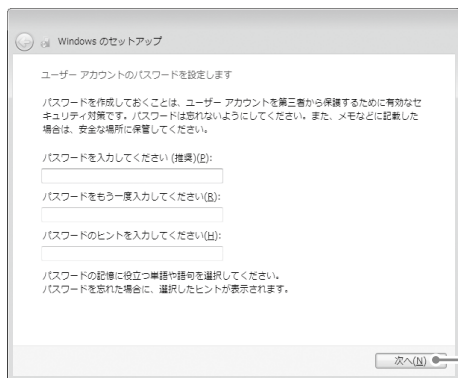 Windows のセットアップ
ユーザー アカウントのパスワードを設定します
パスワードを作成しておくことは、ユーザー アカウントを第三者から保護するために有効なセ
キュリティ対策です。パスワードは忘れないようにしてください。また、メモなどに記載した
場合は、安全な場所に保管してください。
パスワードを入力してください (推奨)(P):
パスワードをもう一度入力してください(R):
パスワードのヒントを入力してください(H):
パスワードの記憶に役立つ単語や語句を選択してください。
パスワードを忘れた場合に、選択したヒントが表示されます。
次へ(N)